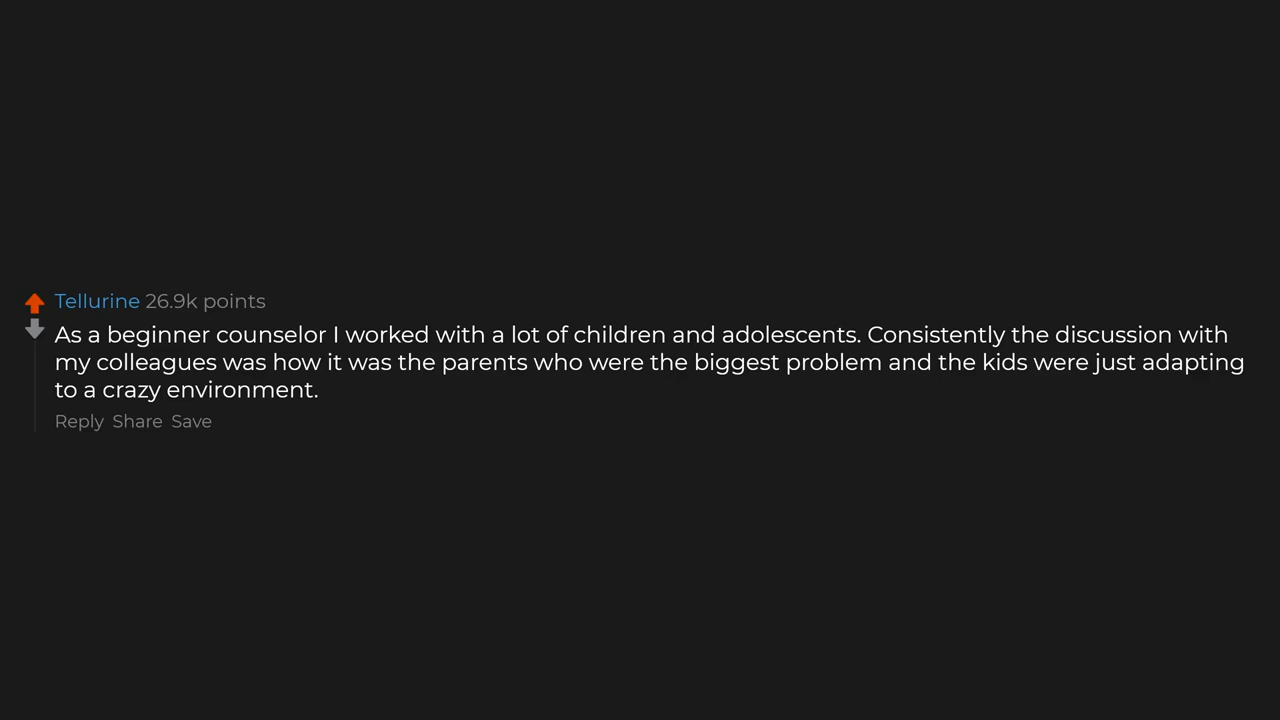 Tellurine 26.9k points
As a beginner counselor I worked with a lot of children and adolescents. Consistently the discussion with
my colleagues was how it was the parents who were the biggest problem and the kids were just adapting
to a crazy environment.
Reply Share Save